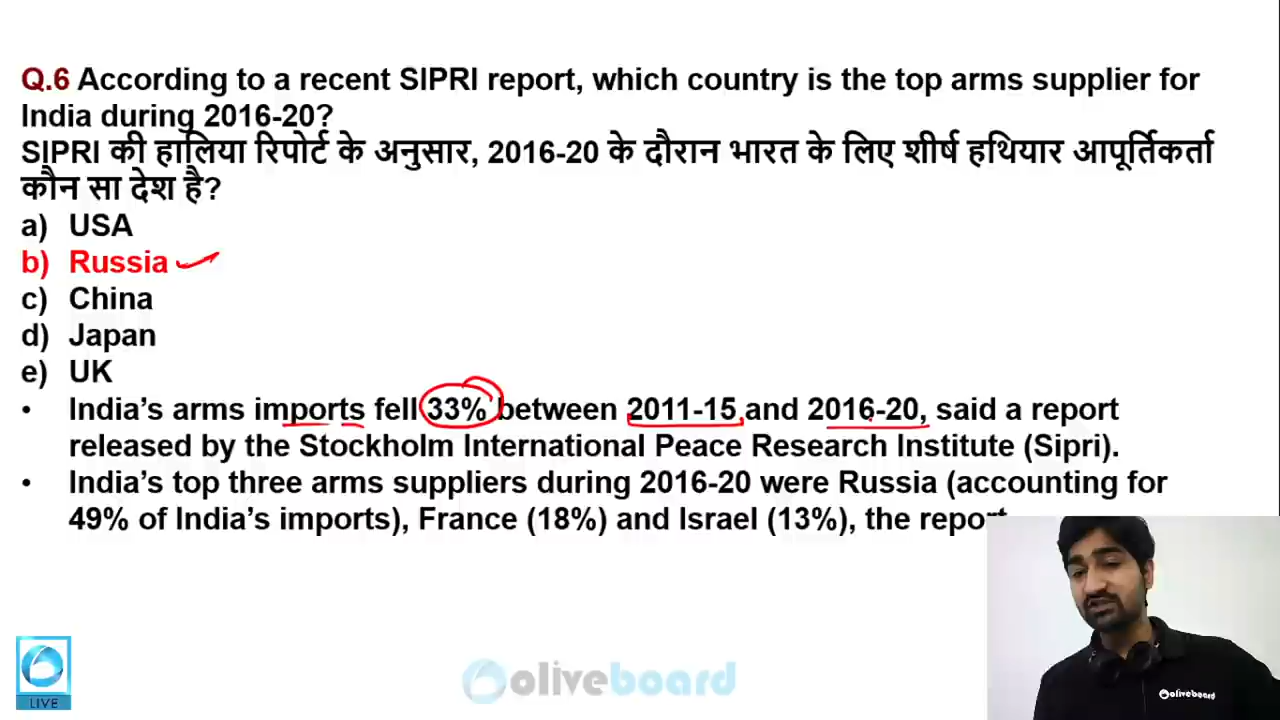 Q.6 According to a recent SIPRI report, which country is the top arms supplier for
India during 2016-20?
SIPRI की हालिया रिपोर्ट के अनुसार, 2016-20 के दौरान भारत के लिए शीर्ष हथियार आपूर्तिकर्ता
कौन सा देश है?
a) USA
b) Russia
c) China
d) Japan
e) UK
• India's arms imports fell 33% between 2011-15 and 2016-20, said a report
released by the Stockholm International Peace Research Institute (Sipri).
• India's top three arms suppliers during 2016-20 were Russia (accounting for
49% of India's imports), France (18%) and Israel (13%), the report
oliveboard
LIVE
oliveboard